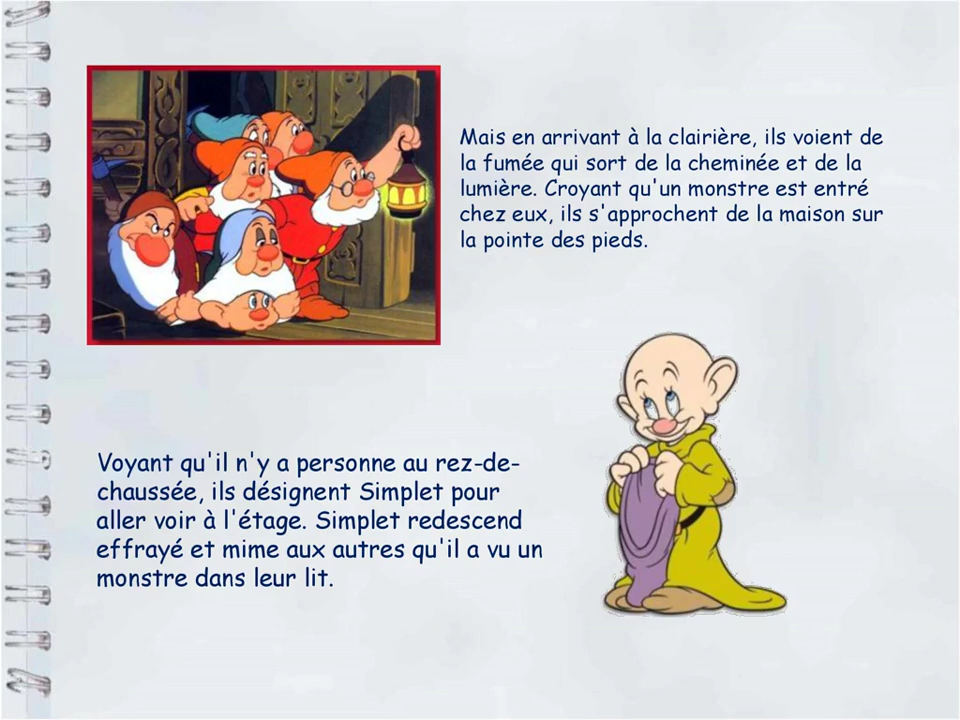 Mais en arrivant à la clairière, ils voient de
la fumée qui sort de la cheminée et de la
lumière. Croyant qu'un monstre est entré
chez eux, ils s'approchent de la maison sur
la pointe des pieds.
Voyant qu'il n'y a personne au rez-de-
chaussée, ils désignent Simplet pour
aller voir à l'étage. Simplet redescend
effrayé et mime aux autres qu'il a vu un
monstre dans leur lit.